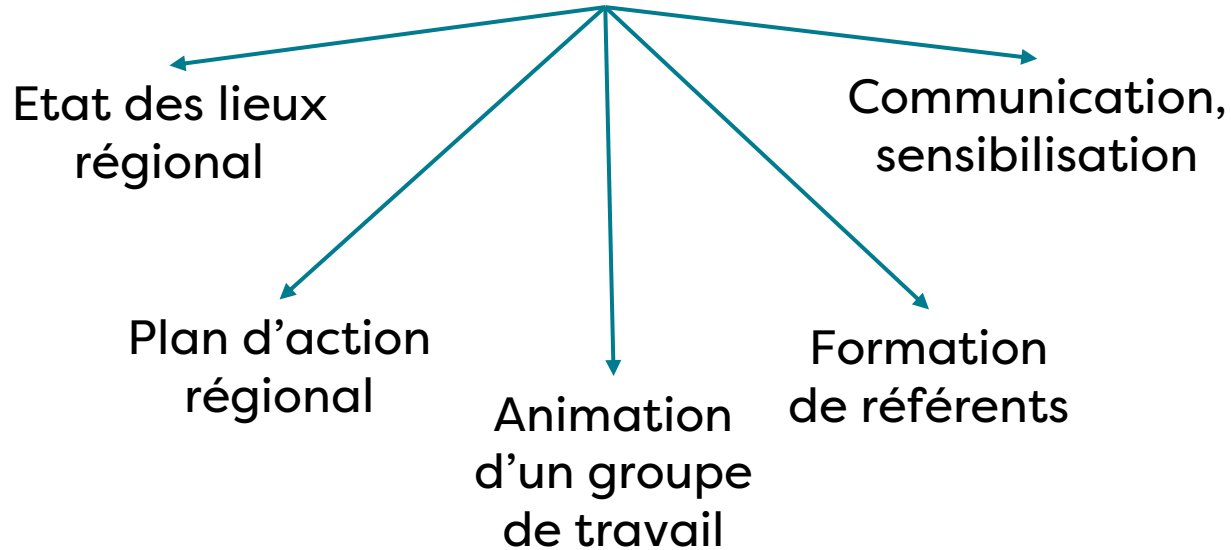 Etat des lieux
régional
Plan d’action
régional
Animation
d’un groupe
de travail
Formation
de référents
Communication,
sensibilisation